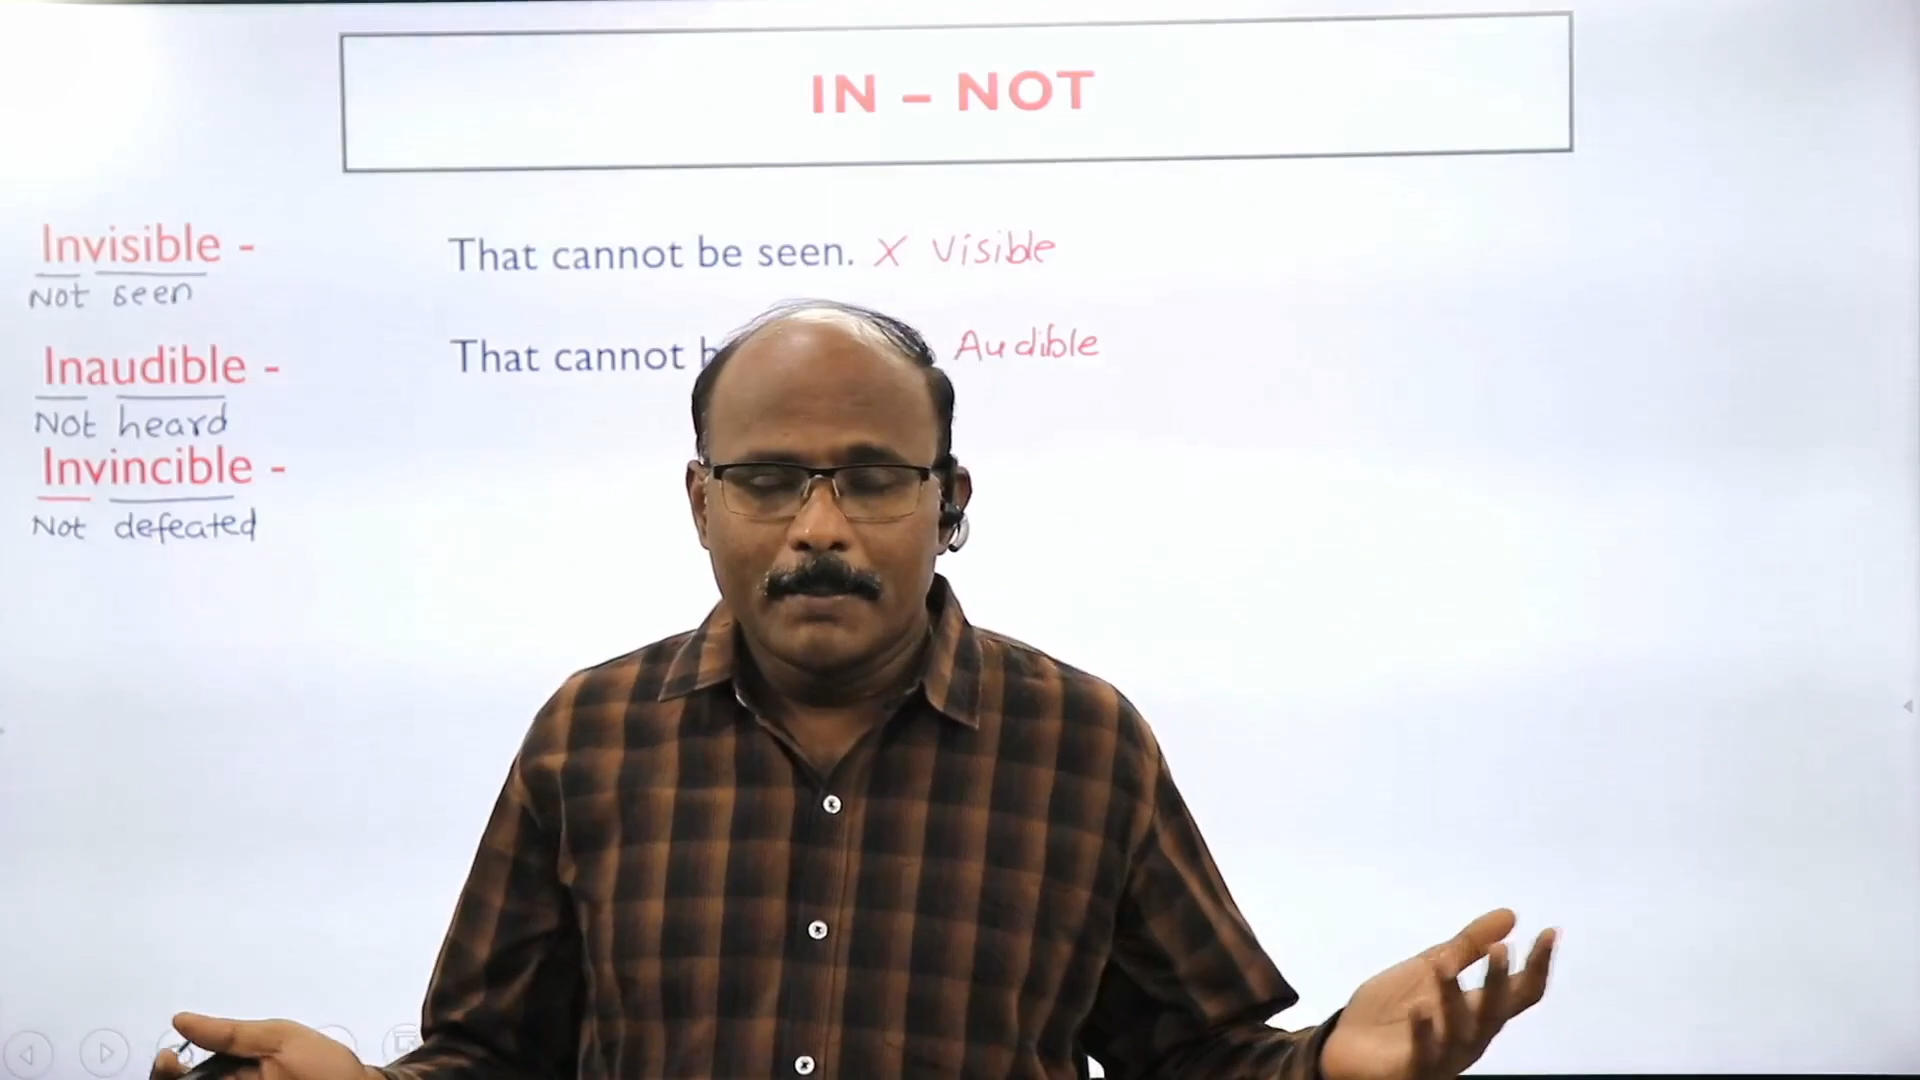 IN – NOT
Invisible - That cannot be seen. X Visible
Not seen
Inaudible - That cannot Audible
Not heard
Invincible -
Not defeated